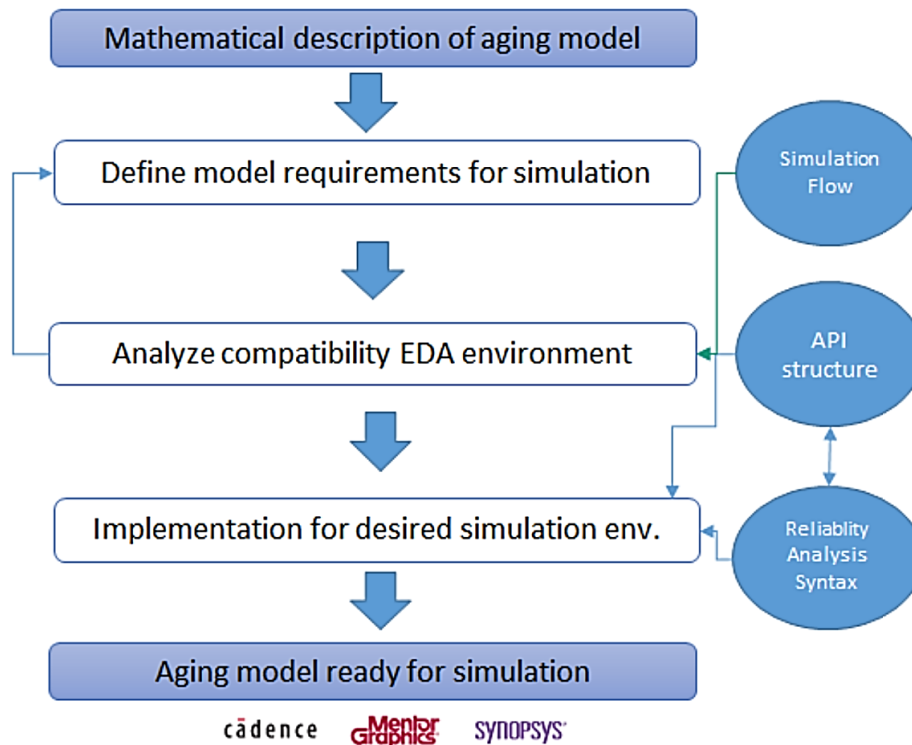 Mathematical description of aging model
Define model requirements for simulation
Simulation
Flow
Analyze compatibility EDA environment
API
structure
Implementation for desired simulation env.
Reliablity
Analysis
Syntax
Aging model ready for simulation
cādence
Mentor
Graphics
SYNOPSYS®